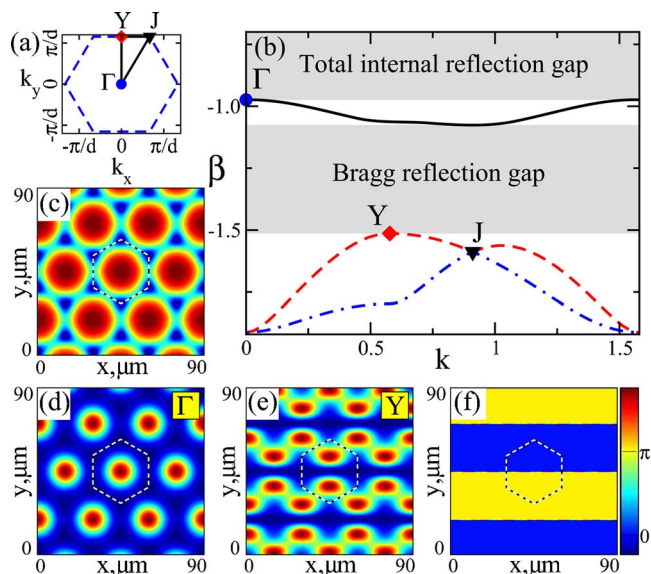 (a)
Y
J
π/d
k_y
0
Γ
-π/d
-π/d
0
π/d
k_x
(b)
Γ
Total internal reflection gap
-1.0
β
Bragg reflection gap
-1.5
Y
J
0
0.5
1
1.5
k
(c)
90
y,μm
0
0
x,μm
90
(d)
Γ
90
y,μm
0
0
x,μm
90
(e)
Y
90
y,μm
0
0
x,μm
90
(f)
90
y,μm
0
0
x,μm
90
π
0